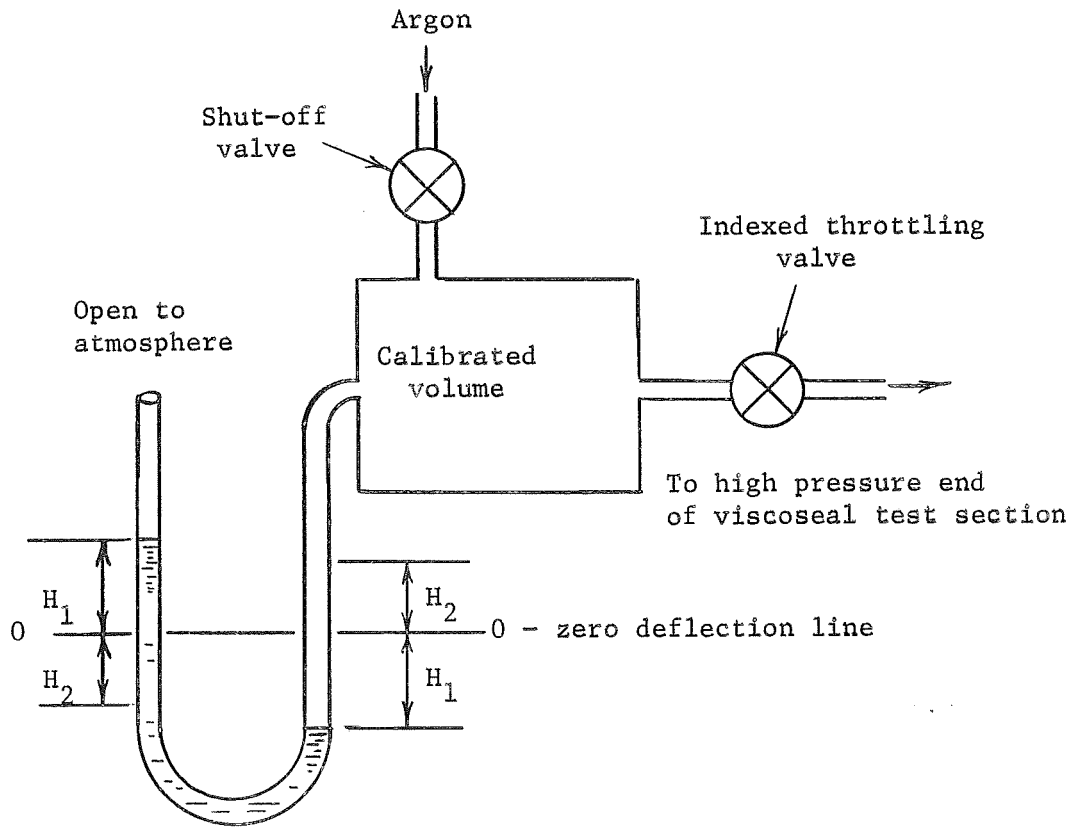 Argon
Shut-off
valve
Indexed throttling
valve
Open to
atmosphere
Calibrated
volume
To high pressure end
of viscoseal test section
H1
H2
0
0 - zero deflection line
H2
H1